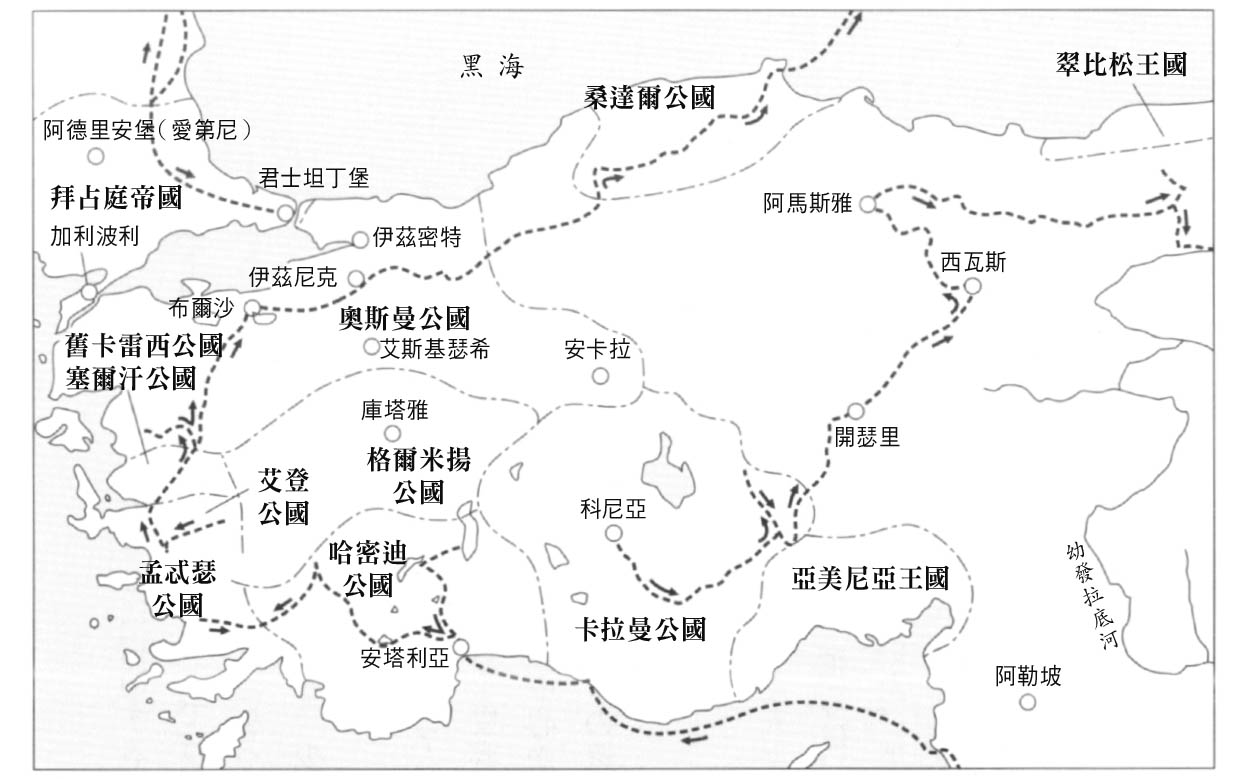 黑海
翠比松王國
桑達爾公國
阿德里安堡（愛第尼）
君士坦丁堡
拜占庭帝國
阿馬斯雅
加利波利
伊茲密特
西瓦斯
伊茲尼克
布爾沙
奧斯曼公國
舊卡雷西公國
艾斯基瑟希
安卡拉
塞爾汗公國
庫塔雅
開瑟里
格爾米揚
公國
艾登
公國
科尼亞
哈密迪
公國
孟忒瑟
公國
亞美尼亞王國
幼發拉底河
卡拉曼公國
安塔利亞
阿勒坡